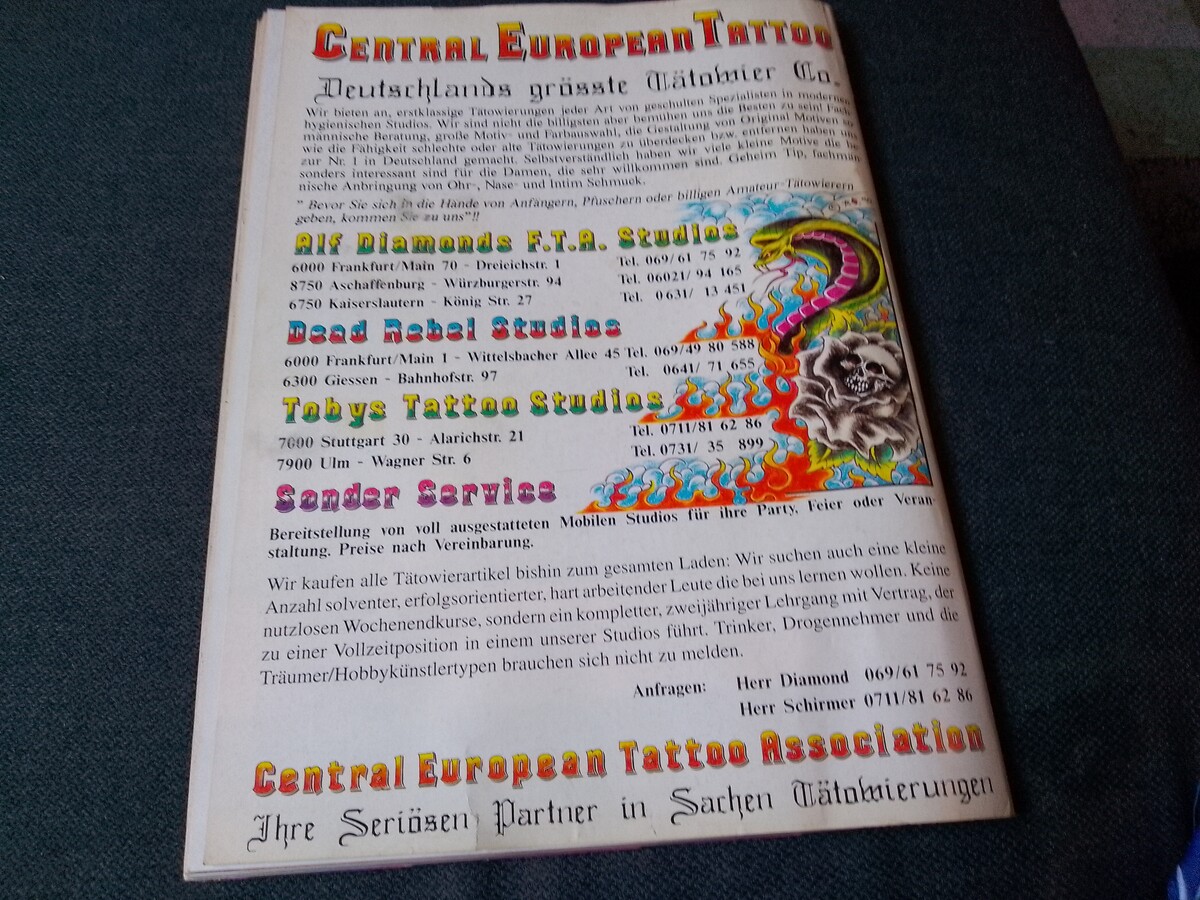 CENTRAL EUROPEAN TATTOO
Deutschlands grösste Tätowier Co.
Wir bieten an, erstklassige Tätowierungen jeder Art von geschulten Spezialisten in modernen
hygienischen Studios. Wir sind nicht die billigsten aber bemühen uns die Besten zu sein! Fach-
männische Beratung, große Motiv- und Farbauswahl, die Gestaltung von Original Motiven so
wie die Fähigkeit schlechte oder alte Tätowierungen zu überdecken bzw. entfernen haben uns
zur Nr. 1 in Deutschland gemacht. Selbstverständlich haben wir viele kleine Motive die be
sonders interessant sind für die Damen, die sehr willkommen sind. Geheim Tip, fachmän
nische Anbringung von Ohr-, Nase- und Intim Schmuck.
" Bevor Sie sich in die Hände von Anfängern, Pfuschern oder billigen Amateur-Tätowierern
geben, kommen Sie zu uns"!!
Alf Diamonds F.T.A. Studios
6000 Frankfurt/Main 70 - Dreieichstr. 1 Tel. 069/61 75 92
8750 Aschaffenburg - Würzburgerstr. 94 Tel. 06021/ 94 165
6750 Kaiserslautern - König Str. 27 Tel. 0631/ 13 451
Dead Rebel Studios
6000 Frankfurt/Main 1 - Wittelsbacher Allee 45 Tel. 069/49 80 588
6300 Giessen - Bahnhofstr. 97 Tel. 0641/ 71 655
Tobys Tattoo Studios
7000 Stuttgart 30 - Alarichstr. 21 Tel. 0711/81 62 86
7900 Ulm - Wagner Str. 6 Tel. 0731/ 35 899
Sonder Service
Bereitstellung von voll ausgestatteten Mobilen Studios für ihre Party, Feier oder Veran-
staltung. Preise nach Vereinbarung.
Wir kaufen alle Tätowierartikel bishin zum gesamten Laden: Wir suchen auch eine kleine
Anzahl solventer, erfolgsorientierter, hart arbeitender Leute die bei uns lernen wollen. Keine
nutzlosen Wochenendkurse, sondern ein kompletter, zweijähriger Lehrgang mit Vertrag, der
zu einer Vollzeitposition in einem unserer Studios führt. Trinker, Drogennehmer und die
Träumer/Hobbykünstlertypen brauchen sich nicht zu melden.
Anfragen: Herr Diamond 069/61 75 92
Herr Schirmer 0711/81 62 86
Central European Tattoo Association
Ihre Seriösen Partner in Sachen Tätowierungen